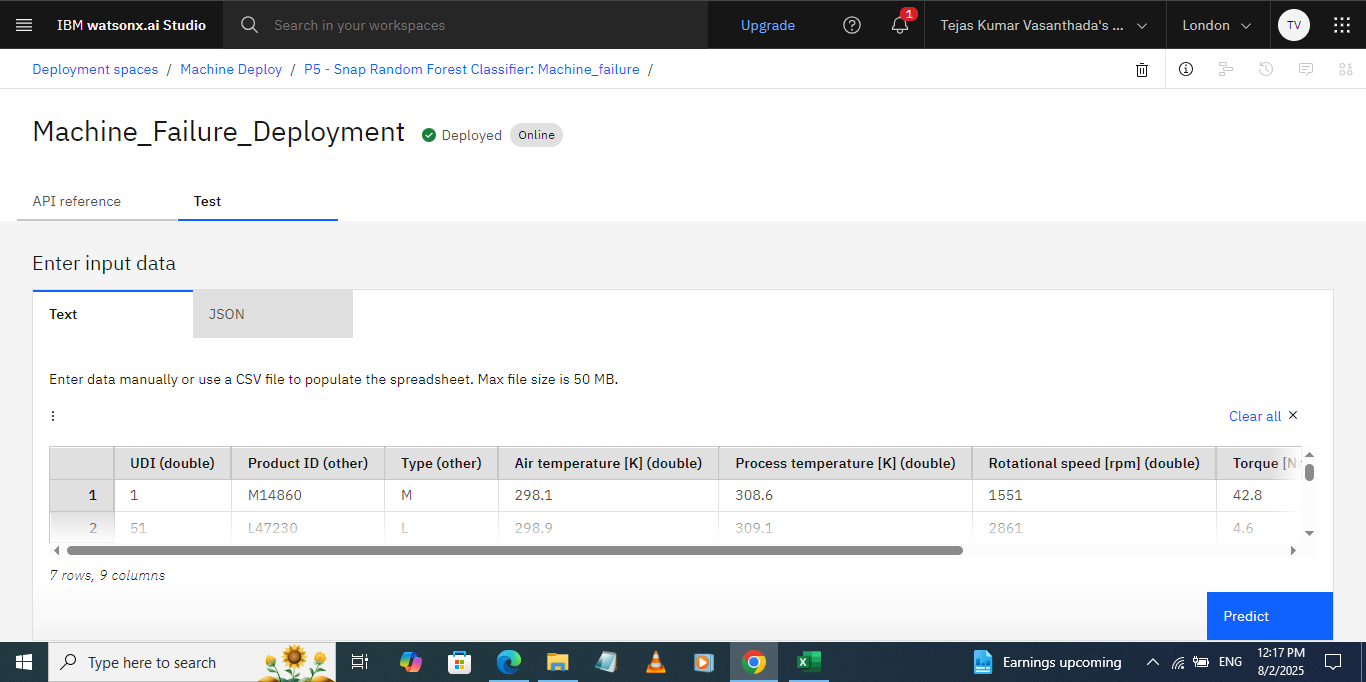 IBM watsonx.ai Studio
Search in your workspaces
Upgrade
1
Tejas Kumar Vasanthada's ...
London
TV
Deployment spaces / Machine Deploy / P5 - Snap Random Forest Classifier: Machine_failure /
Machine_Failure_Deployment
Deployed
Online
API reference
Test
Enter input data
Text
JSON
Enter data manually or use a CSV file to populate the spreadsheet. Max file size is 50 MB.
Clear all
UDI (double) Product ID (other) Type (other) Air temperature [K] (double) Process temperature [K] (double) Rotational speed [rpm] (double) Torque [N
1 1 M14860 M 298.1 308.6 1551 42.8
2 51 L47230 L 298.9 309.1 2861 4.6
7 rows, 9 columns
Predict
Type here to search
Earnings upcoming
ENG
12:17 PM
8/2/2025